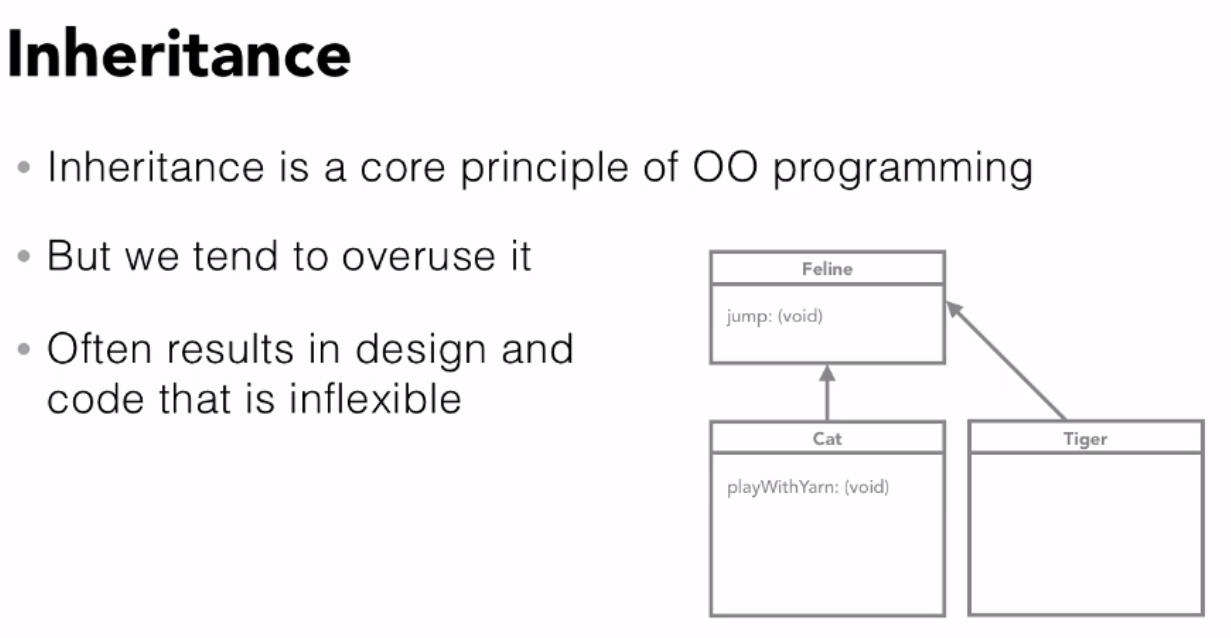 Inheritance
• Inheritance is a core principle of OO programming
• But we tend to overuse it
• Often results in design and
code that is inflexible
Feline
jump: (void)
Cat
playWithYarn: (void)
Tiger